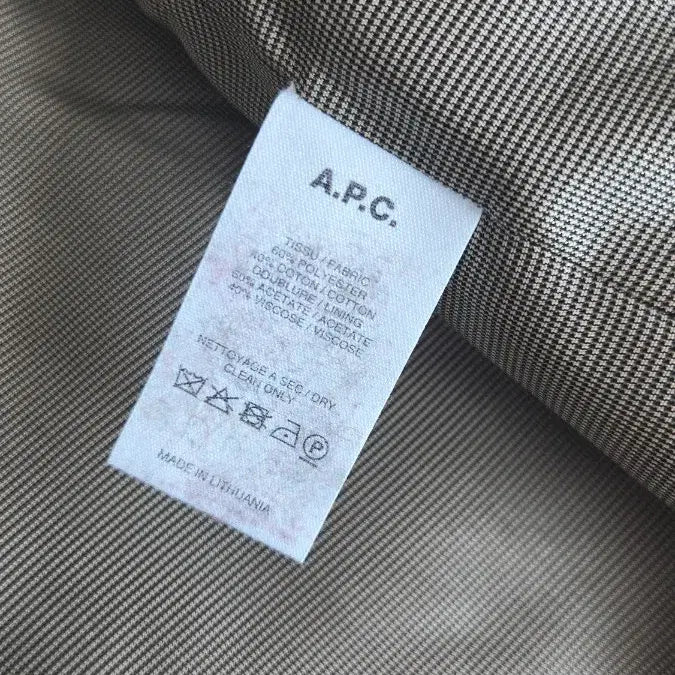 A.P.C.
TISSU / FABRIC
60% POLYESTER
40% COTON / COTTON
DOUBLURE / LINING
60% ACETATE / ACETATE
40% VISCOSE / VISCOSE
NETTOYAGE A SEC / DRY
CLEAN ONLY
P
MADE IN LITHUANIA